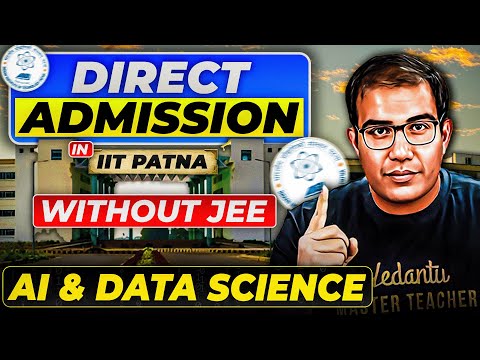 DIRECT
ADMISSION
IN IIT PATNA
WITHOUT JEE
AI & DATA SCIENCE
Vedantu
MASTER TEACHER